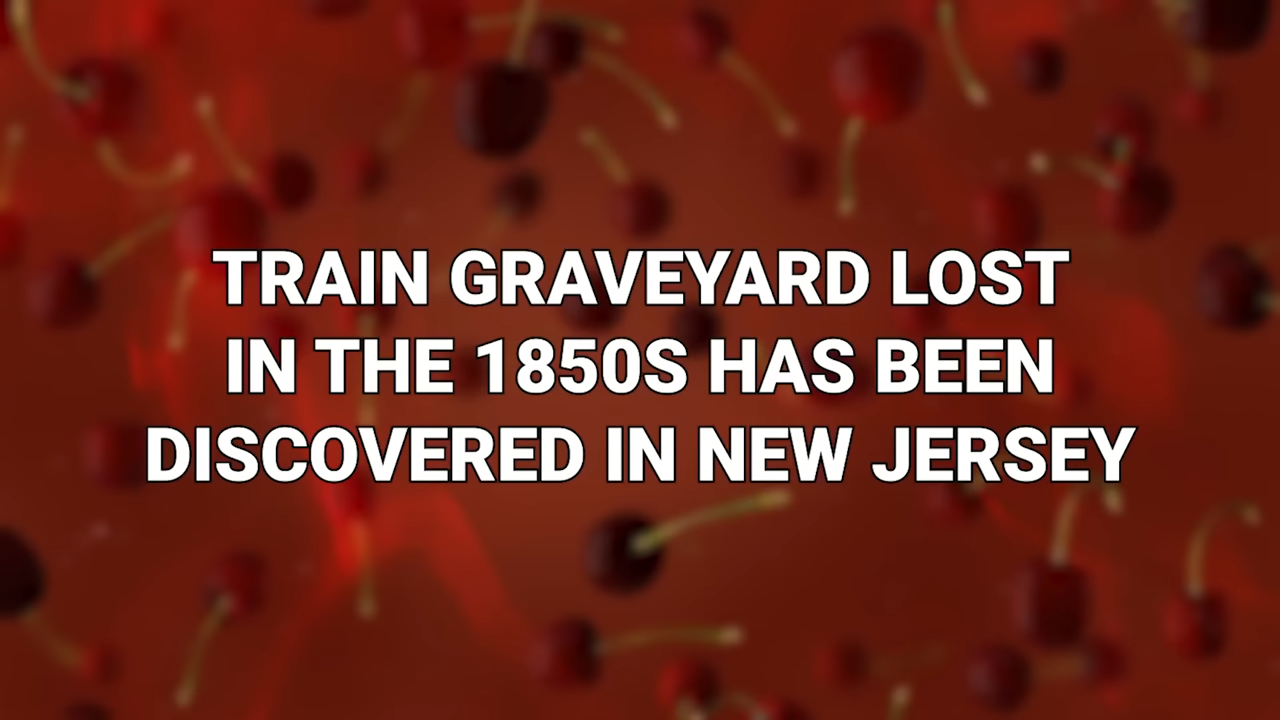 TRAIN GRAVEYARD LOST
IN THE 1850S HAS BEEN
DISCOVERED IN NEW JERSEY